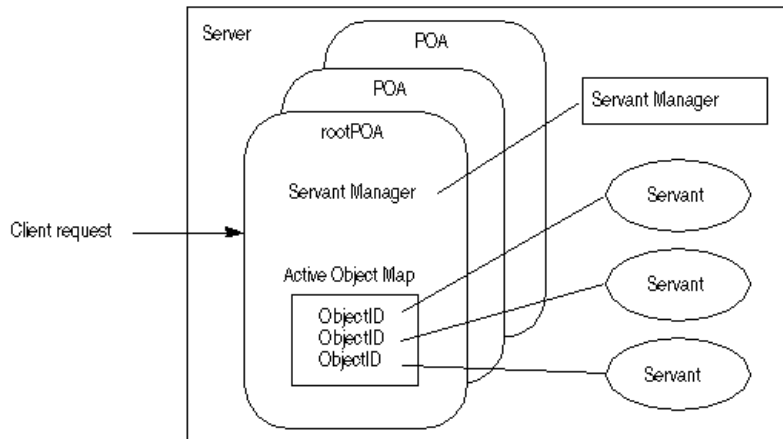 Server
POA
POA
rootPOA
Servant Manager
Servant Manager
Servant
Client request
Servant
Active Object Map
ObjectID
ObjectID
ObjectID
Servant